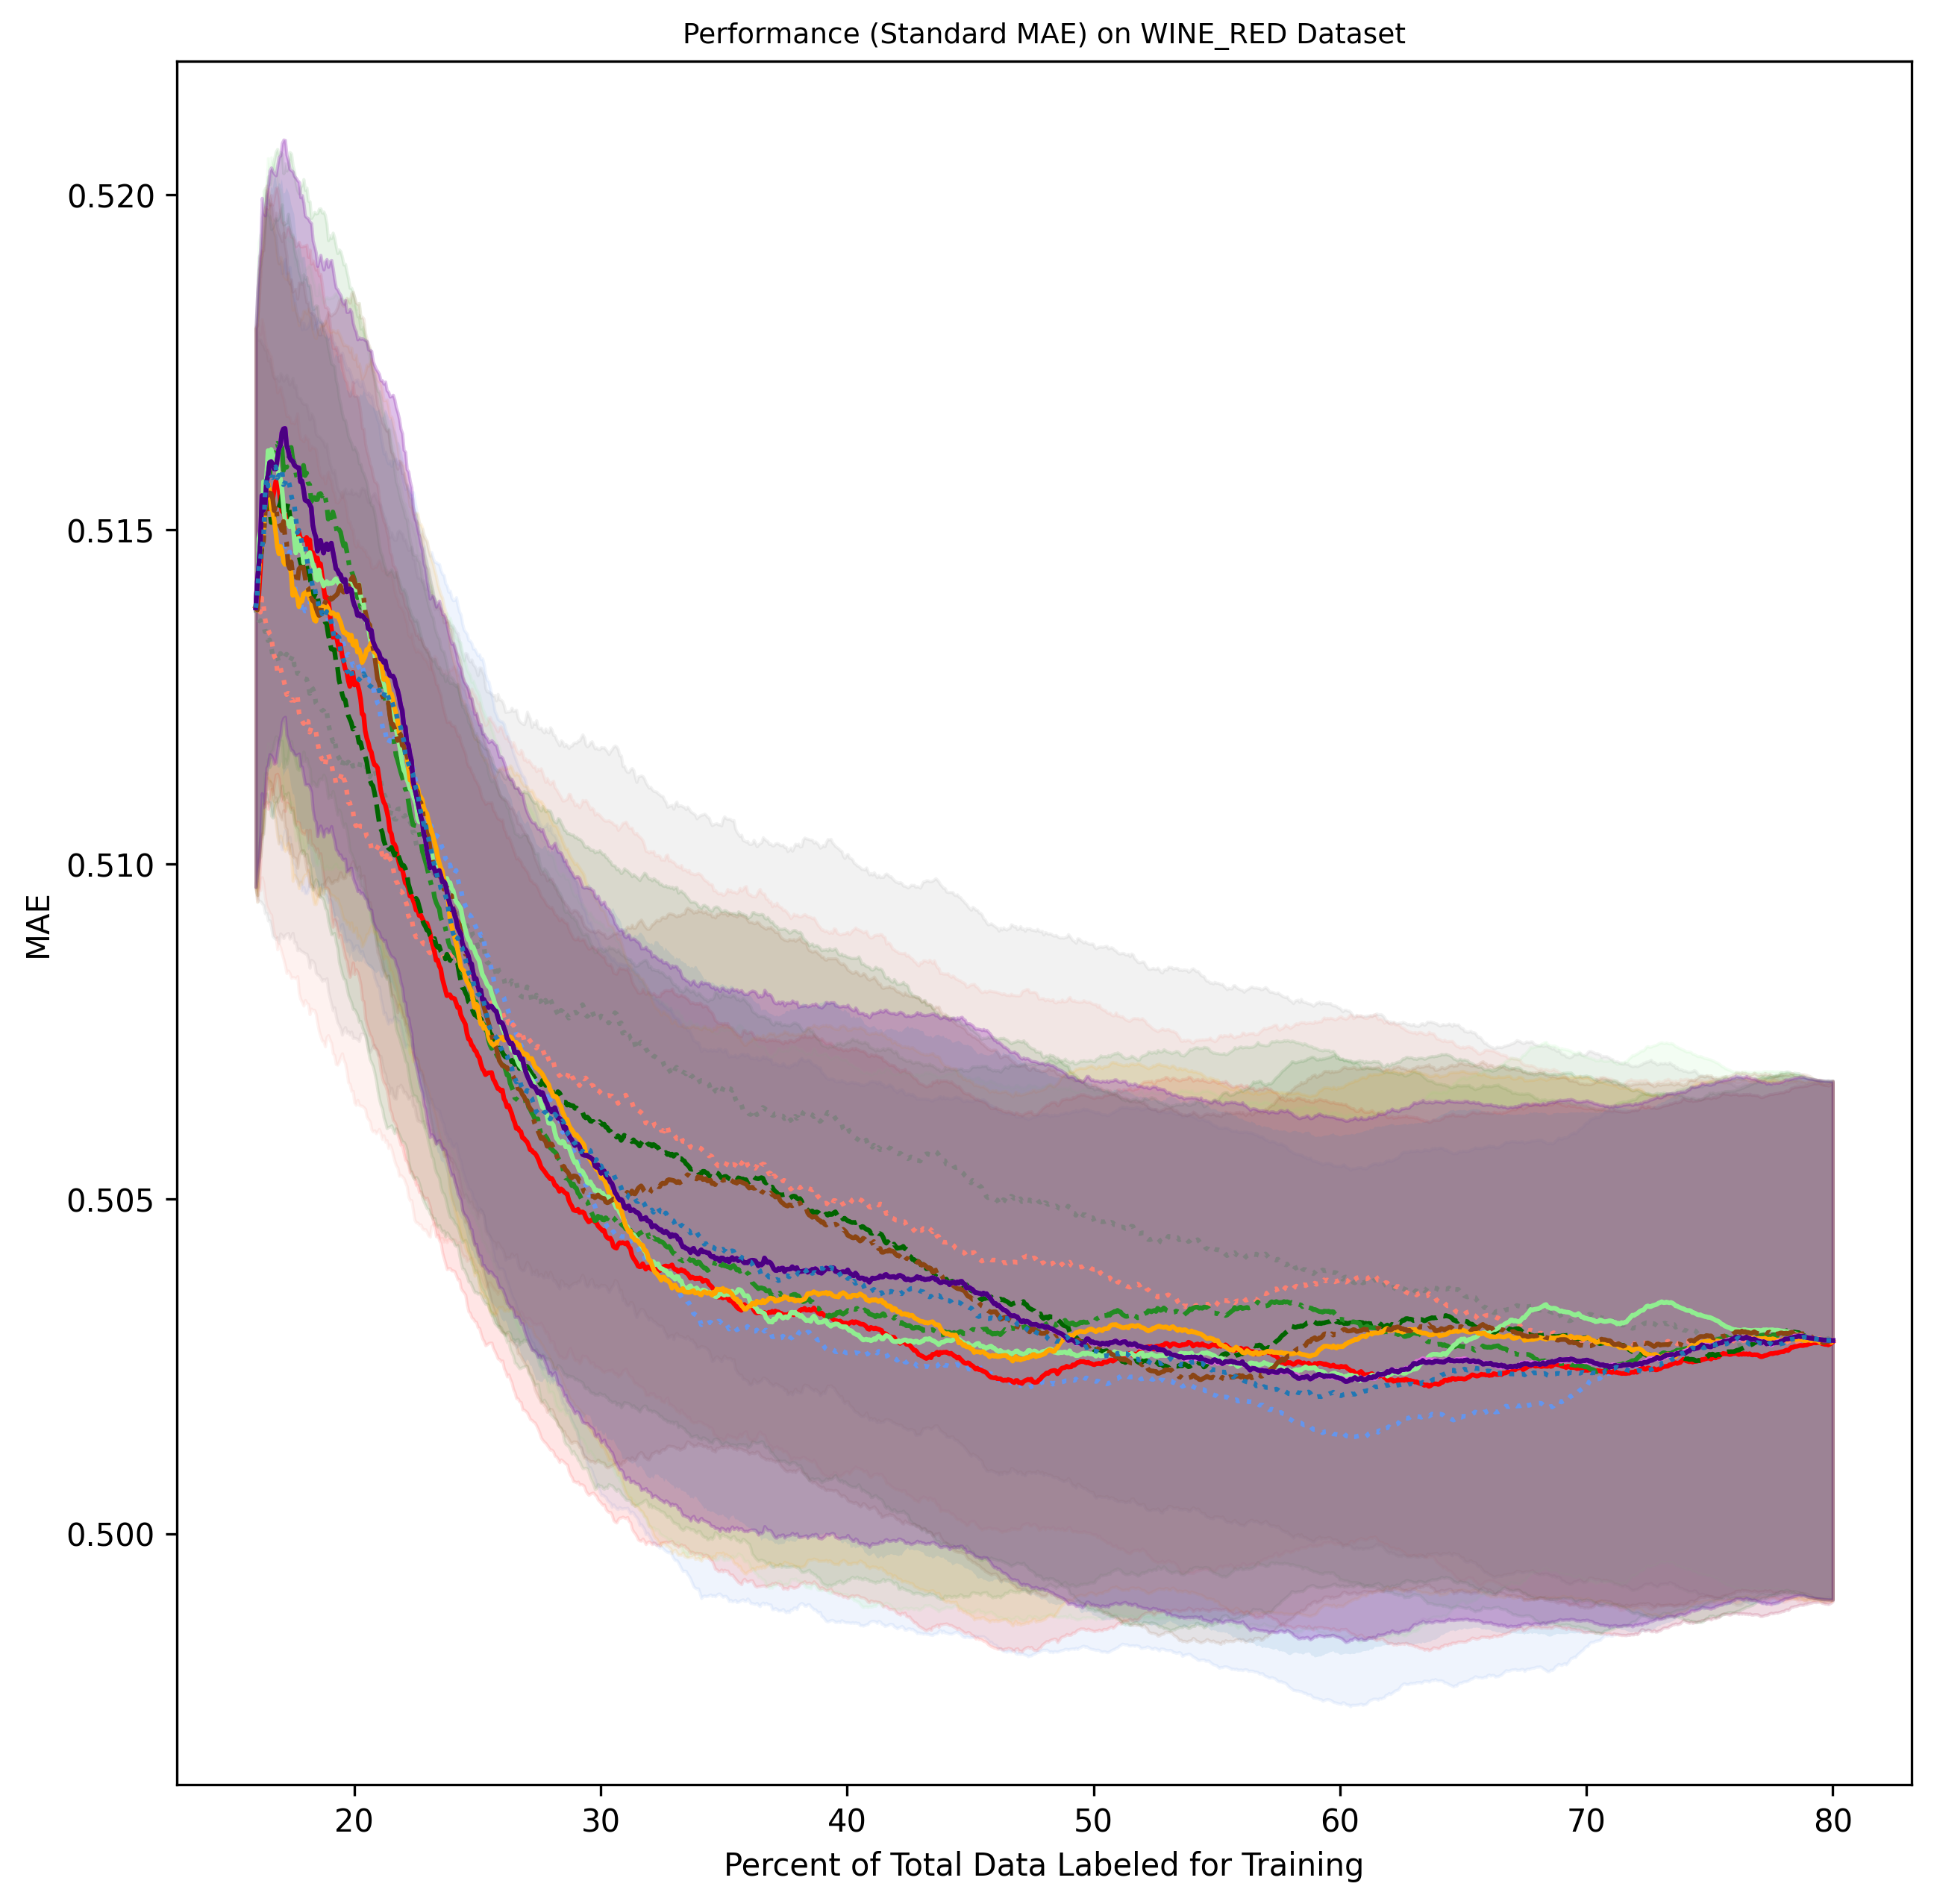 Performance (Standard MAE) on WINE_RED Dataset
0.520
0.515
0.510
0.505
0.500
MAE
20 30 40 50 60 70 80
Percent of Total Data Labeled for Training